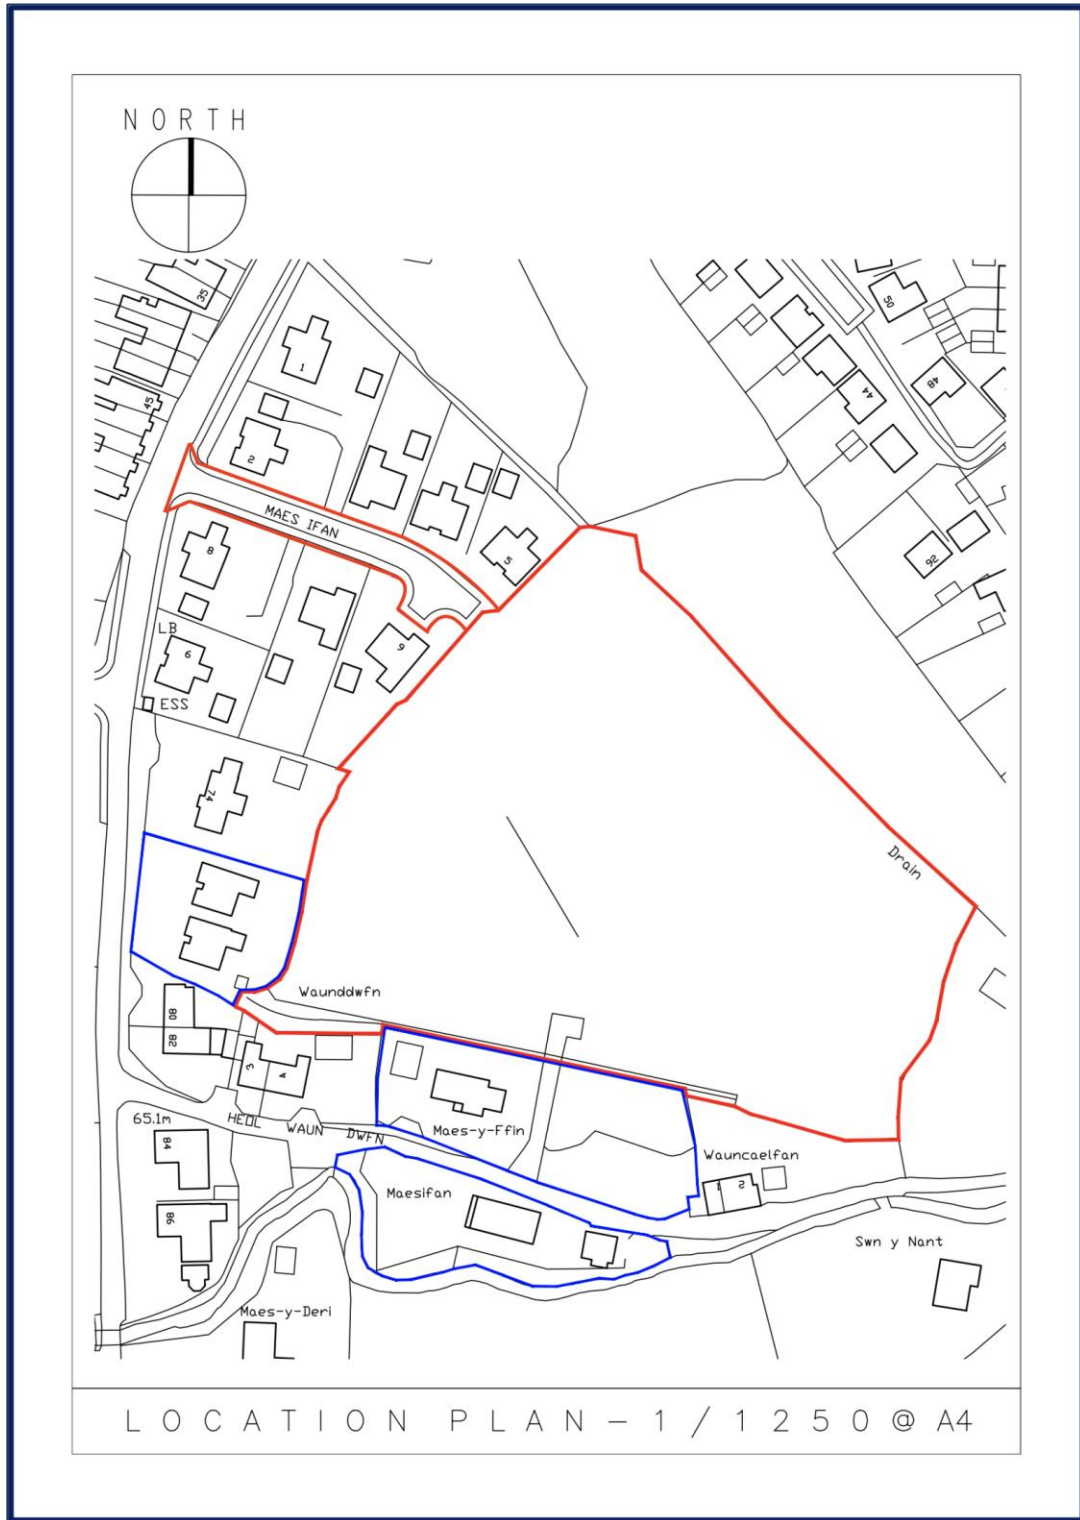 NORTH
35
50
1
45
44
48
2
MAES IFAN
8
5
26
LB
6
9
ESS
74
Drain
Waunddwfn
80
82
3
4
65.1m
HEOL WAUN DWFN
Maes-y-Ffin
84
Wauncaelfan
1
2
Maesifan
86
Swn y Nant
Maes-y-Deri
LOCATION PLAN - 1/1250 @ A4